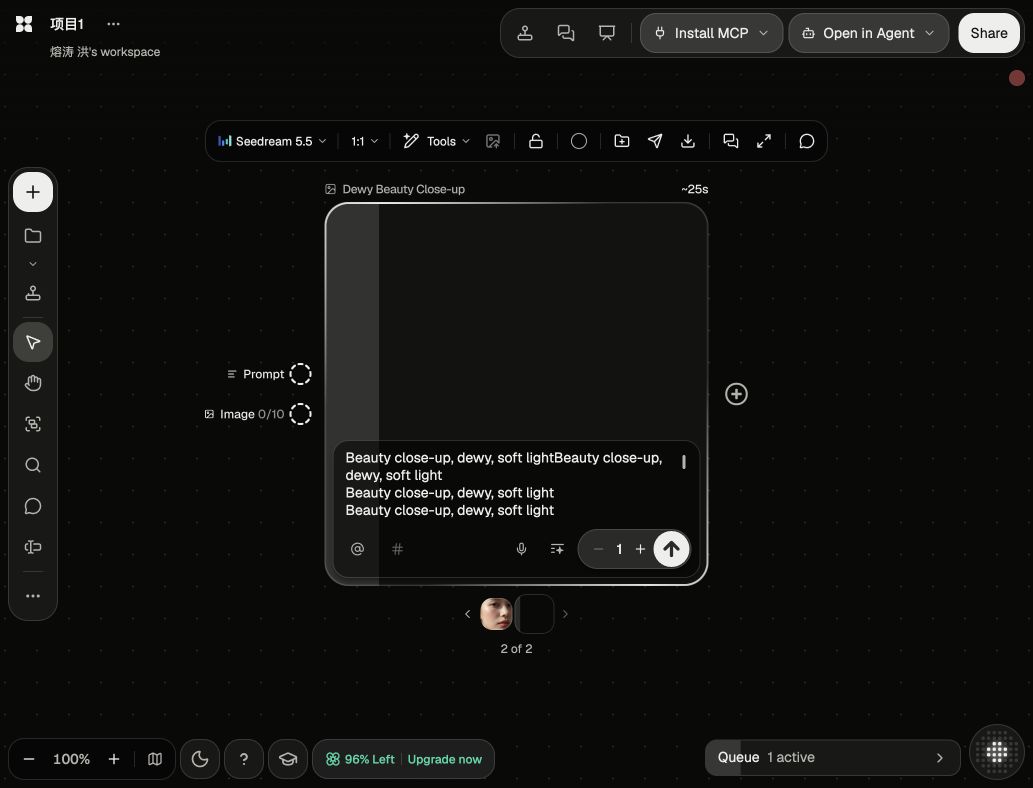 项目1
熔涛 洪's workspace
Install MCP
Open in Agent
Share
Seedream 5.5
1:1
Tools
Dewy Beauty Close-up
~25s
Prompt
Image 0/10
Beauty close-up, dewy, soft lightBeauty close-up,
dewy, soft light
Beauty close-up, dewy, soft light
Beauty close-up, dewy, soft light
@ # 1
2 of 2
100%
?
96% Left
Upgrade now
Queue 1 active